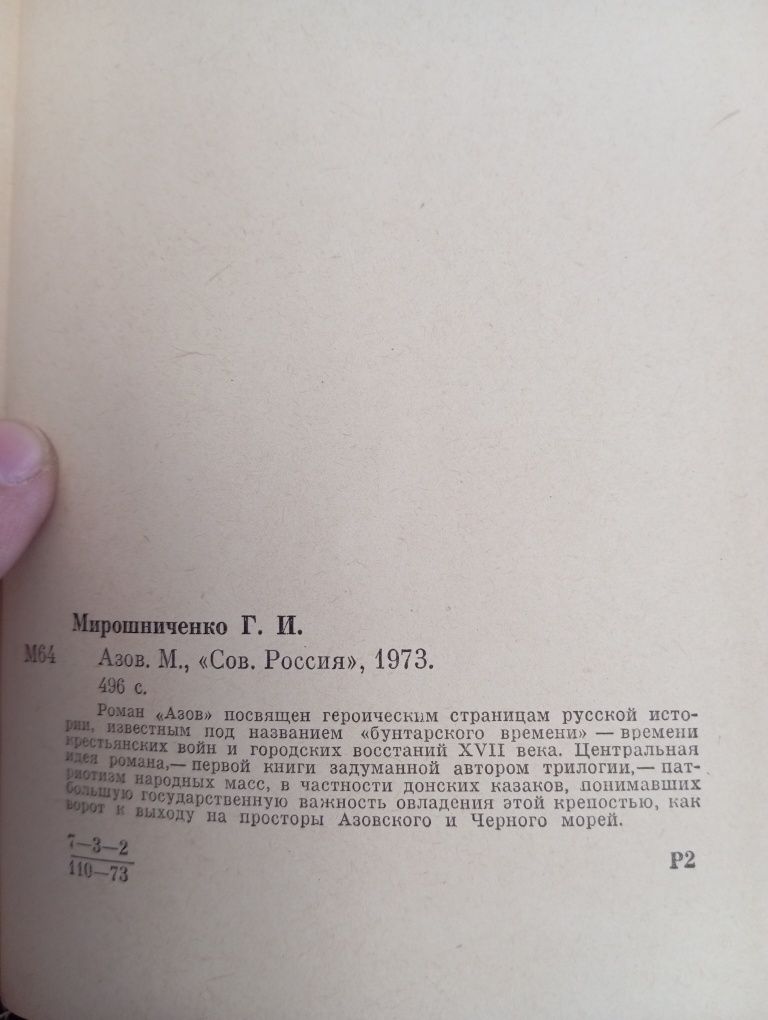 Мирошниченко Г. И.
М64 Азов. М., «Сов. Россия», 1973.
496 с.
Роман «Азов» посвящен героическим страницам русской исто-
рии, известным под названием «бунтарского времени» — времени
крестьянских войн и городских восстаний XVII века. Центральная
идея романа,— первой книги задуманной автором трилогии,— пат-
риотизм народных масс, в частности донских казаков, понимавших
большую государственную важность овладения этой крепостью, как
ворот к выходу на просторы Азовского и Черного морей.
7—3—2
110—73 Р2